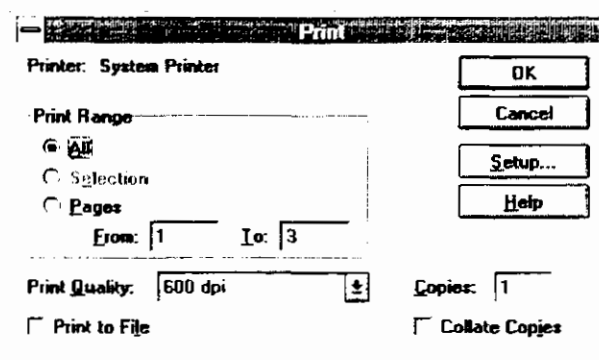 Print
Printer: System Printer
OK
Cancel
Setup...
Help
Print Range
All
Selection
Pages
From: 1 To: 3
Print Quality: 600 dpi
Copies: 1
Print to File
Collate Copies